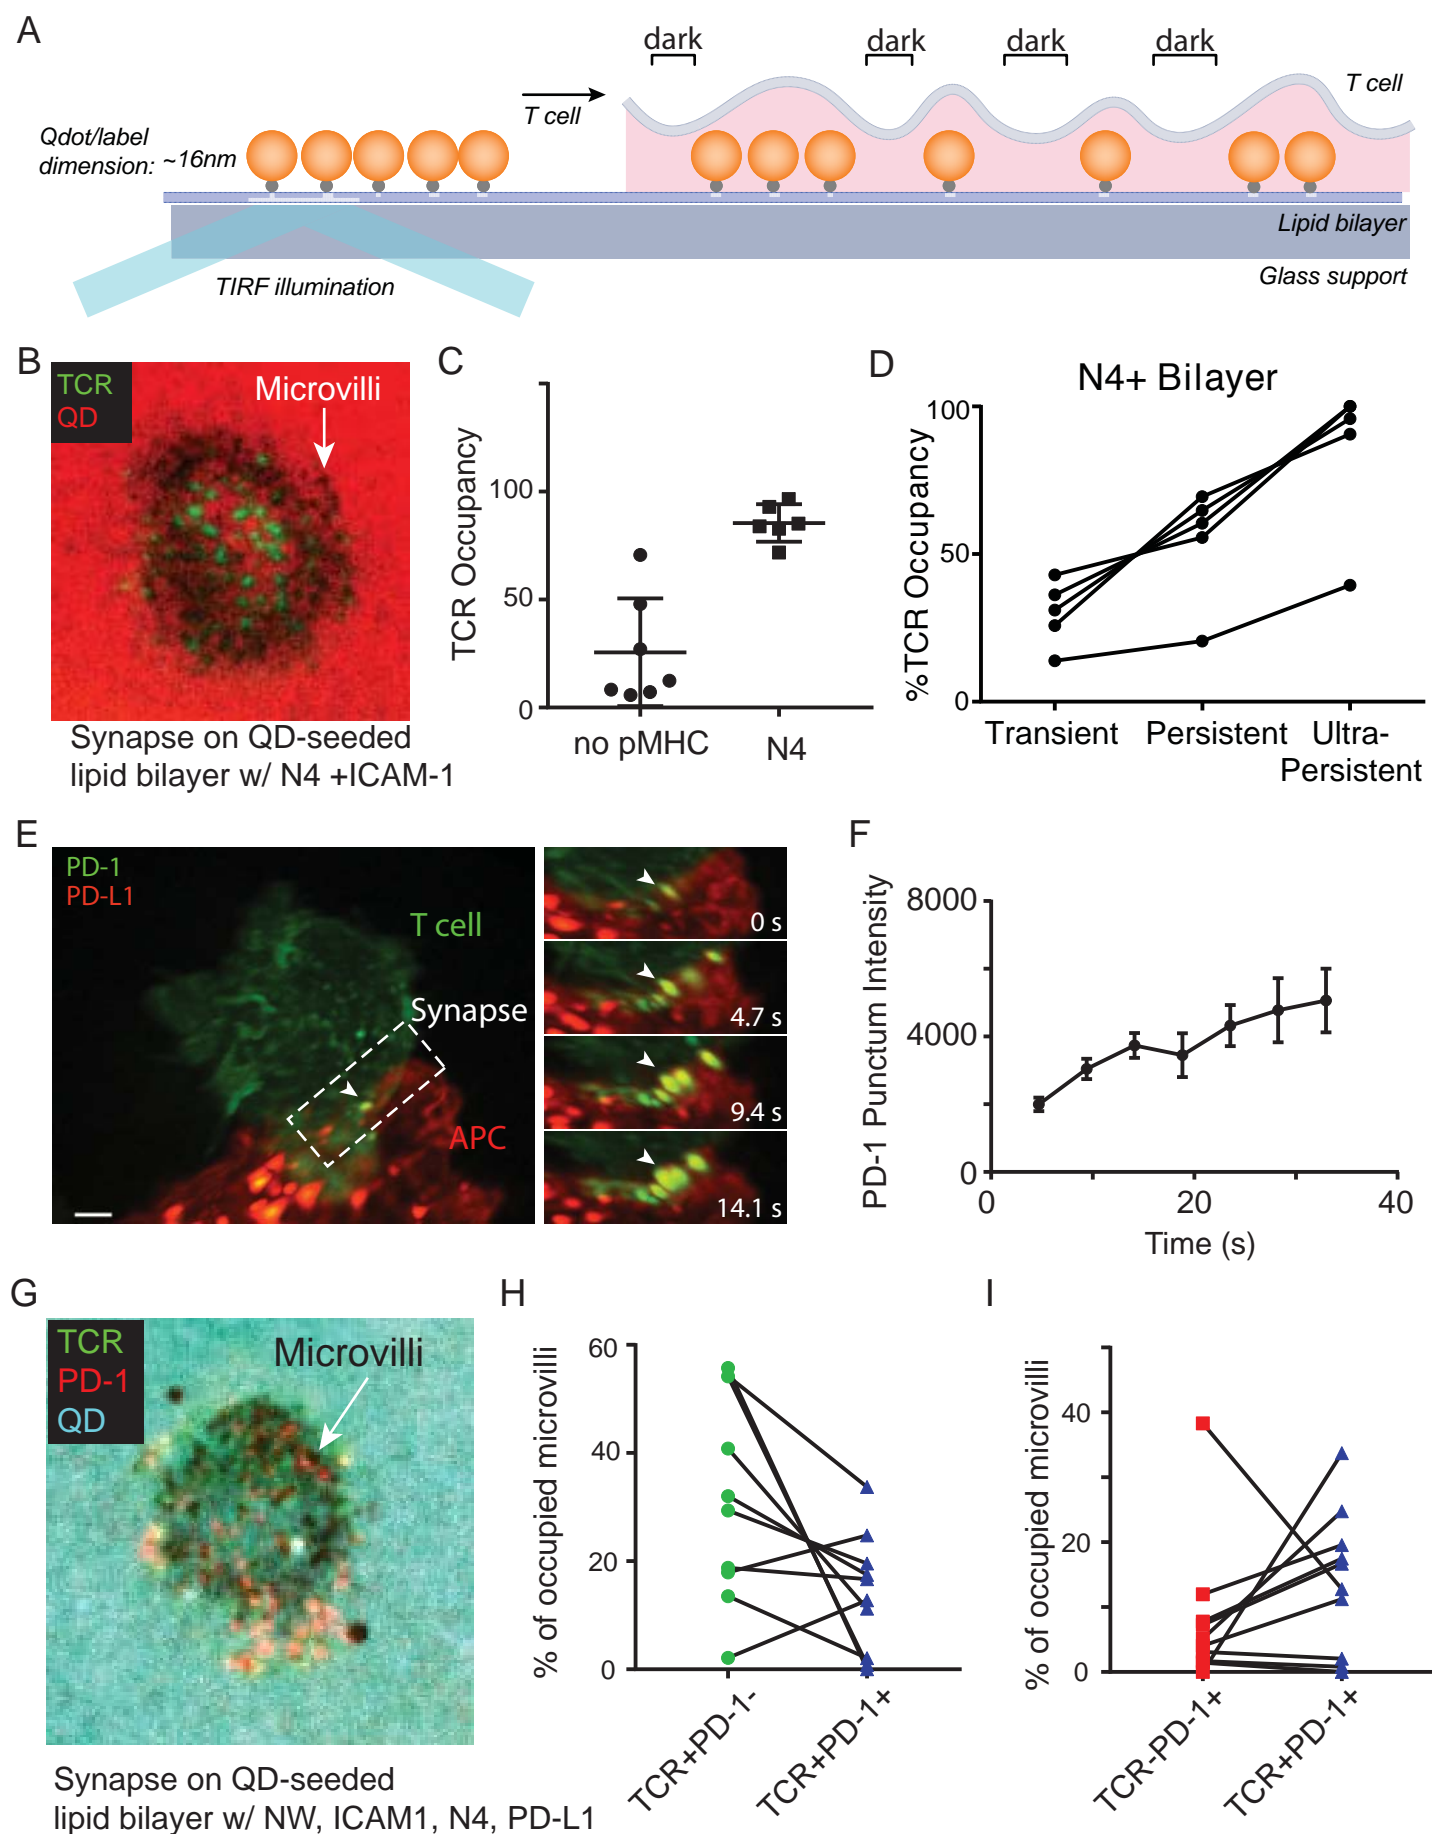 A
dark
dark
dark
dark
T cell
T cell
Qdot/label
dimension: ~16nm
Lipid bilayer
TIRF illumination
Glass support
B
TCR
QD
Microvilli
Synapse on QD-seeded
lipid bilayer w/ N4 +ICAM-1
C
TCR Occupancy
100
50
0
no pMHC
N4
D
N4+ Bilayer
%TCR Occupancy
100
50
0
Transient
Persistent
Ultra-
Persistent
E
PD-1
PD-L1
T cell
Synapse
APC
0 s
4.7 s
9.4 s
14.1 s
F
PD-1 Punctum Intensity
8000
4000
0
0
20
40
Time (s)
G
TCR
PD-1
QD
Microvilli
Synapse on QD-seeded
lipid bilayer w/ NW, ICAM1, N4, PD-L1
H
% of occupied microvilli
60
40
20
0
TCR+PD-1-
TCR+PD-1+
I
% of occupied microvilli
40
20
0
TCR-PD-1+
TCR+PD-1+